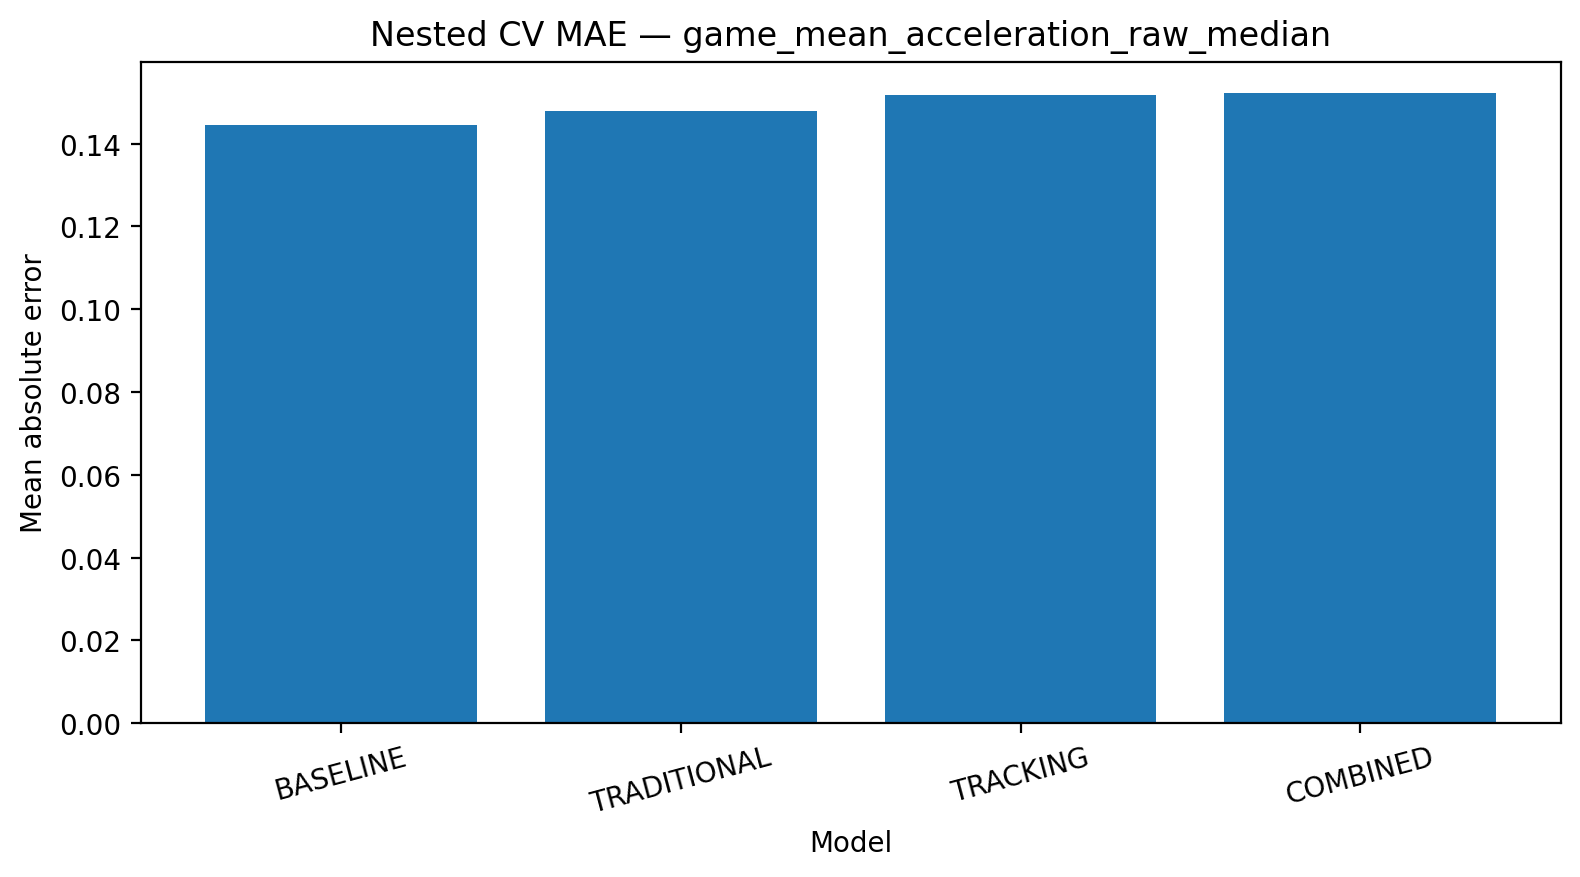 Nested CV MAE — game_mean_acceleration_raw_median
Mean absolute error
0.14
0.12
0.10
0.08
0.06
0.04
0.02
0.00
BASELINE
TRADITIONAL
TRACKING
COMBINED
Model